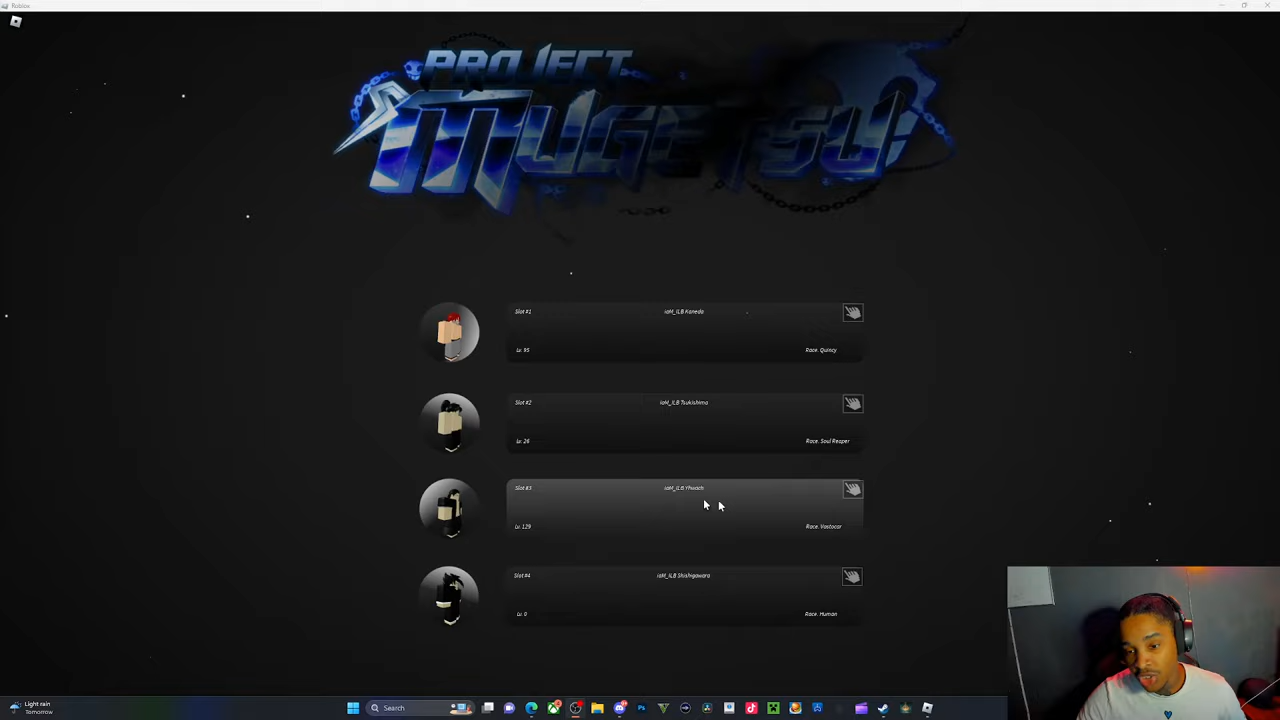 Roblox
PROJECT
MUGETSU
Slot #1
iaM_ILB Kaneda
Lv. 95
Race. Quincy
Slot #2
iaM_ILB Tsukishima
Lv. 26
Race. Soul Reaper
Slot #3
iaM_ILB Yhwach
Lv. 129
Race. Vastocar
Slot #4
iaM_ILB Shishigawara
Lv. 0
Race. Human
Light rain
Tomorrow
Search